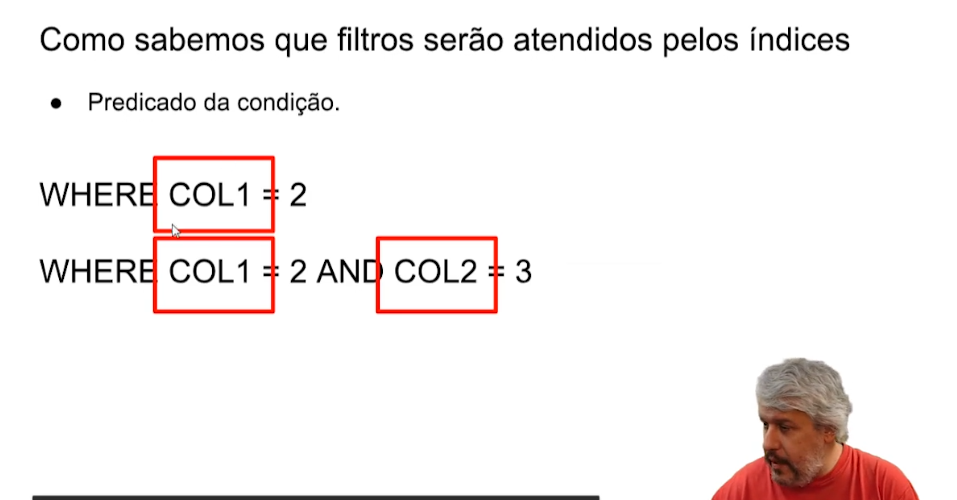 Como sabemos que filtros serão atendidos pelos índices
● Predicado da condição.
WHERE COL1 = 2
WHERE COL1 = 2 AND COL2 = 3